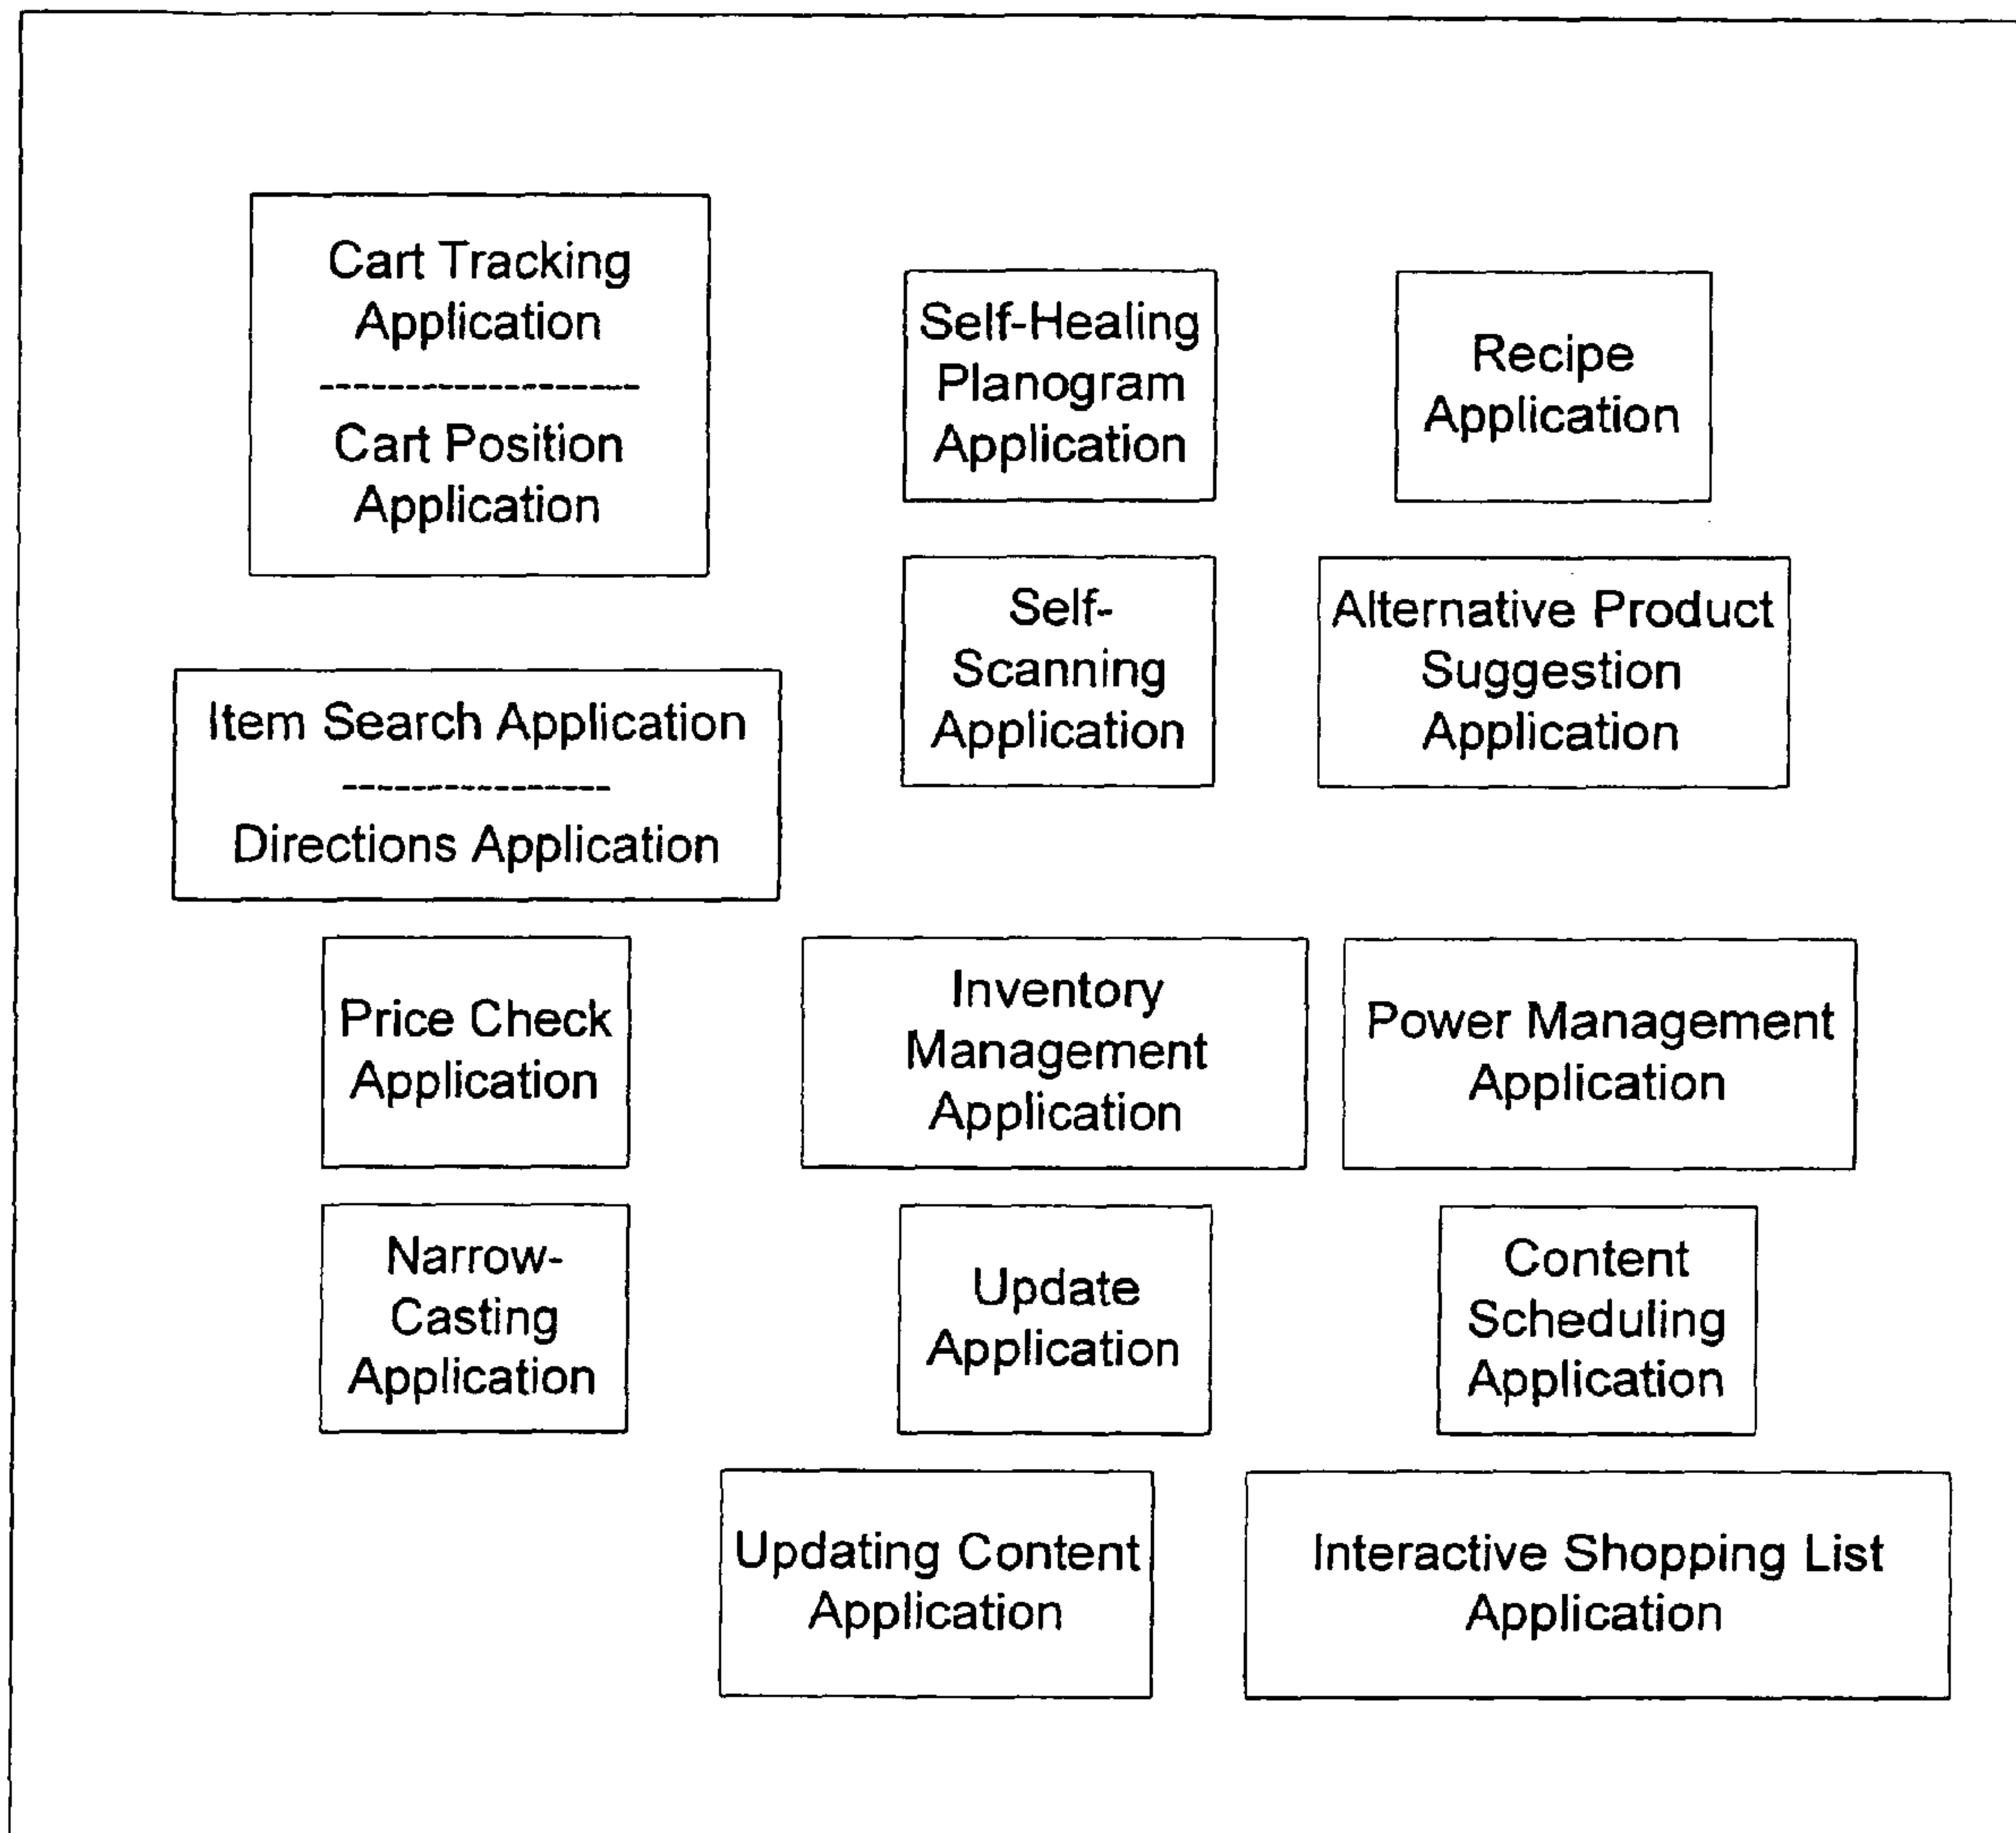 Cart Tracking
Application
--------------------
Cart Position
Application
Self-Healing
Planogram
Application
Recipe
Application
Self-
Scanning
Application
Alternative Product
Suggestion
Application
Item Search Application
-----------------
Directions Application
Price Check
Application
Inventory
Management
Application
Power Management
Application
Narrow-
Casting
Application
Update
Application
Content
Scheduling
Application
Updating Content
Application
Interactive Shopping List
Application